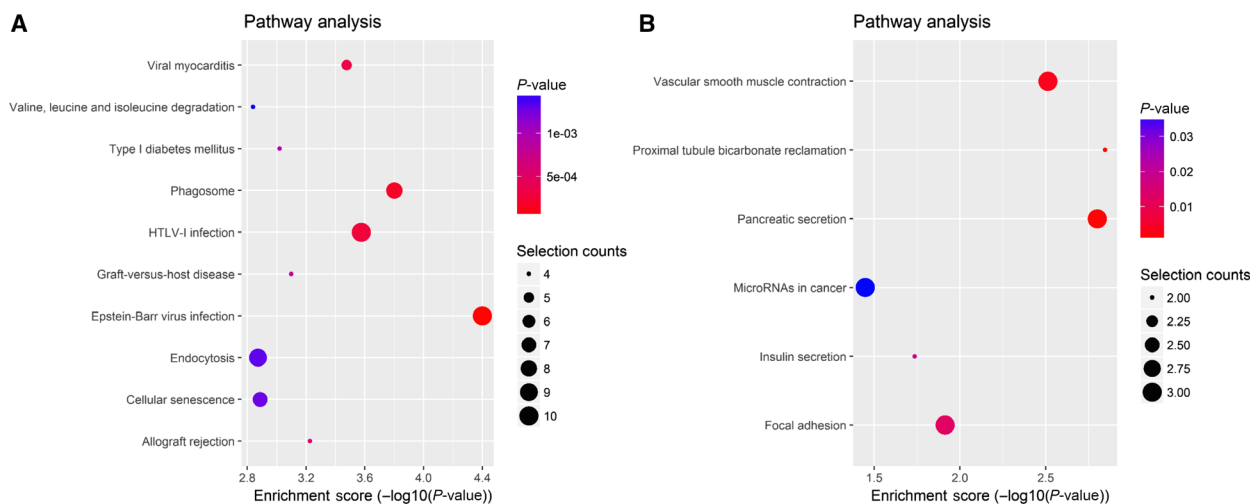 A
Pathway analysis
Viral myocarditis
Valine, leucine and isoleucine degradation
Type I diabetes mellitus
Phagosome
HTLV-I infection
Graft-versus-host disease
Epstein-Barr virus infection
Endocytosis
Cellular senescence
Allograft rejection
2.8 3.2 3.6 4.0 4.4
Enrichment score (−log10(P-value))
P-value
1e-03
5e-04
Selection counts
4
5
6
7
8
9
10
B
Pathway analysis
Vascular smooth muscle contraction
Proximal tubule bicarbonate reclamation
Pancreatic secretion
MicroRNAs in cancer
Insulin secretion
Focal adhesion
1.5 2.0 2.5
Enrichment score (−log10(P-value))
P-value
0.03
0.02
0.01
Selection counts
2.00
2.25
2.50
2.75
3.00